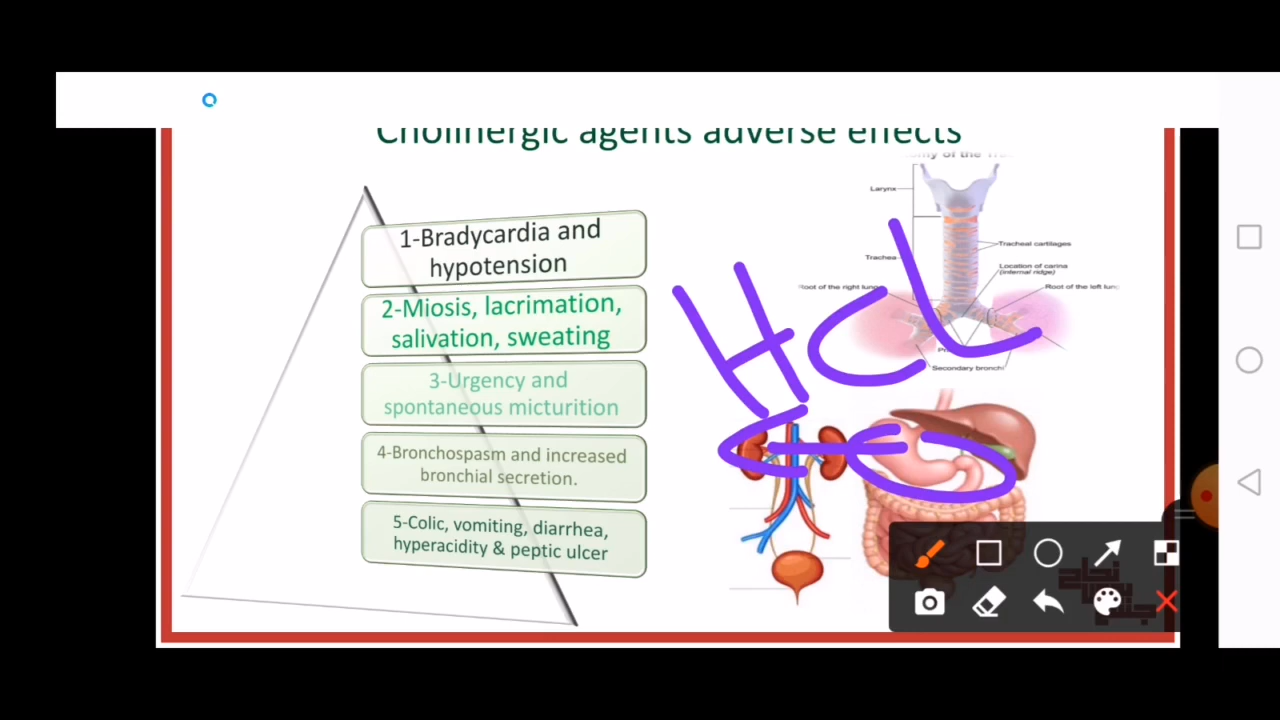 Cholinergic agents adverse effects
1-Bradycardia and
hypotension
2-Miosis, lacrimation,
salivation, sweating
3-Urgency and
spontaneous micturition
4-Bronchospasm and increased
bronchial secretion.
5-Colic, vomiting, diarrhea,
hyperacidity & peptic ulcer
Larynx
Trachea
Tracheal cartilages
Location of carina
(internal ridge)
Root of the right lung
Root of the left lung
Secondary bronchi
HCL